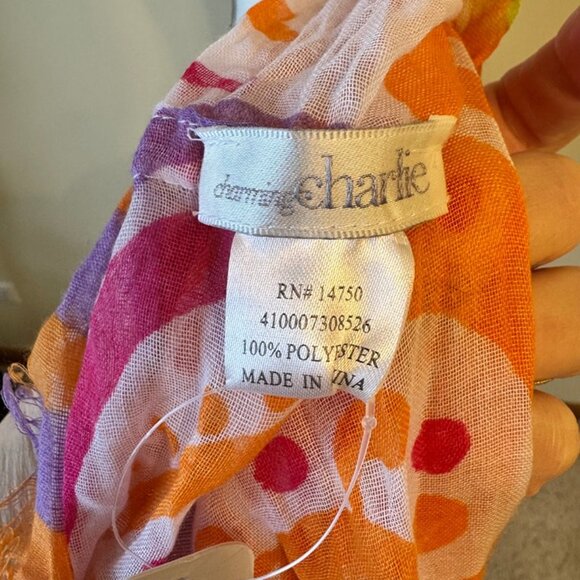 charming charlie
RN# 14750
410007308526
100% POLYESTER
MADE IN